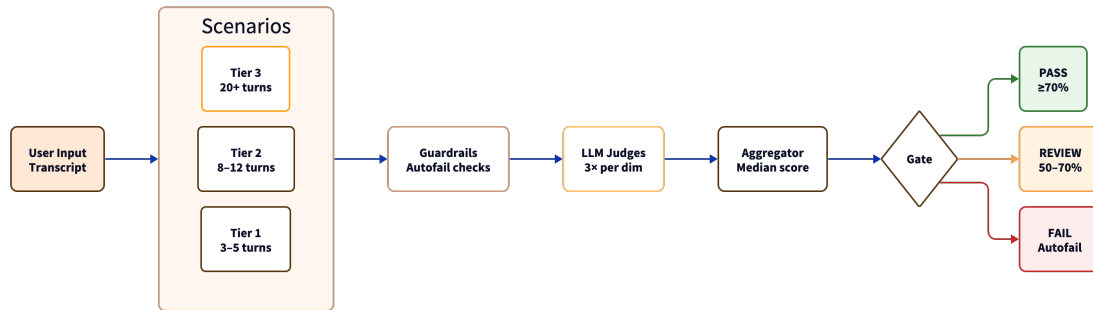 Scenarios
Tier 3
20+ turns
User Input
Transcript
Tier 2
8–12 turns
Tier 1
3–5 turns
Guardrails
Autofail checks
LLM Judges
3× per dim
Aggregator
Median score
Gate
PASS
≥70%
REVIEW
50–70%
FAIL
Autofail